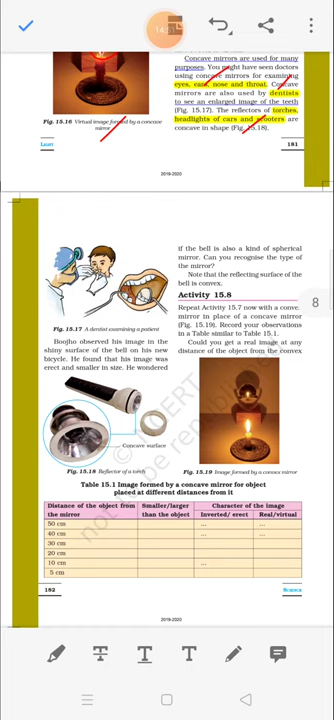 14:51
Concave mirrors are used for many
purposes. You might have seen doctors
using concave mirrors for examining
eyes, ears, nose and throat. Concave
mirrors are also used by dentists
to see an enlarged image of the teeth
(Fig. 15.17). The reflectors of torches,
headlights of cars and scooters are
concave in shape (Fig. 15.18).
Fig. 15.16 Virtual image formed by a concave
mirror
LIGHT
181
2019-2020
8
Fig. 15.17 A dentist examining a patient
Boojho observed his image in the
shiny surface of the bell on his new
bicycle. He found that his image was
erect and smaller in size. He wondered
if the bell is also a kind of spherical
mirror. Can you recognise the type of
the mirror?
Note that the reflecting surface of the
bell is convex.
Activity 15.8
Repeat Activity 15.7 now with a conve
mirror in place of a concave mirror
(Fig. 15.19). Record your observations
in a Table similar to Table 15.1.
Could you get a real image at any
distance of the object from the convex
Concave surface
Fig. 15.18 Reflector of a torch
Fig. 15.19 Image formed by a convex mirror
Table 15.1 Image formed by a concave mirror for object
placed at different distances from it
Distance of the object from the mirror
Smaller/larger than the object
Character of the image
Inverted/ erect
Real/virtual
50 cm ... ...
40 cm ... ...
30 cm
20 cm
10 cm ...
5 cm
182
SCIENCE
2019-2020